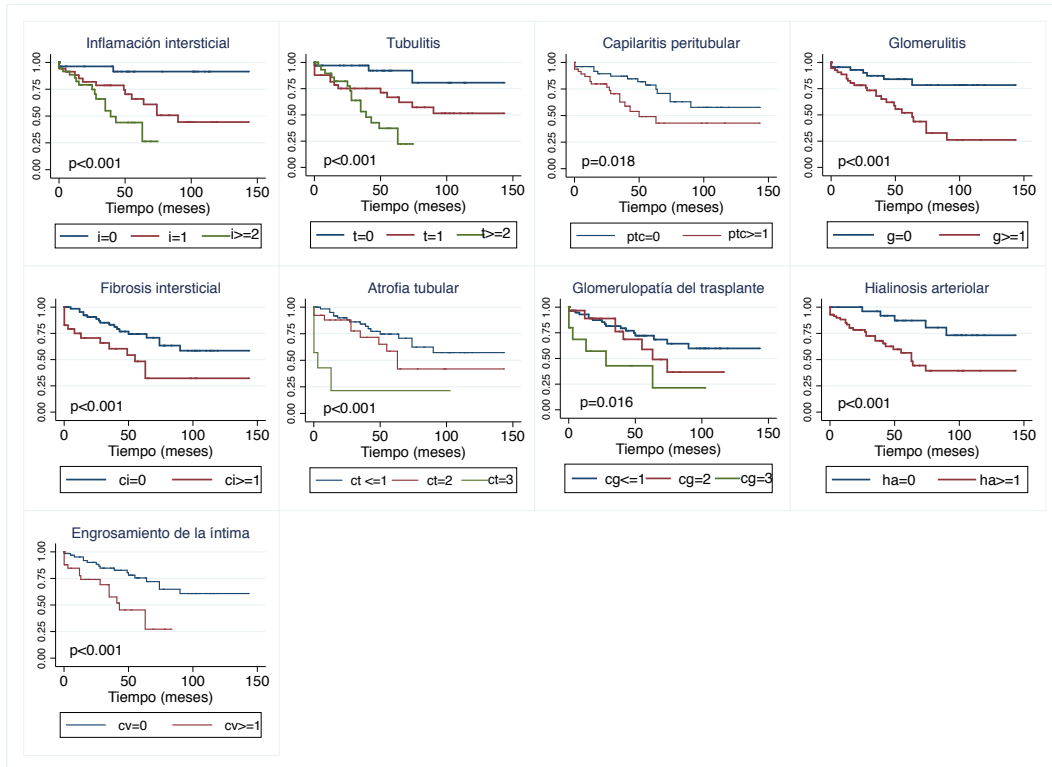 Inflamación intersticial
1.00
0.75
0.50
0.25
0.00
p<0.001
0 50 100 150
Tiempo (meses)
i=0 i=1 i>=2
Tubulitis
1.00
0.75
0.50
0.25
0.00
p<0.001
0 50 100 150
Tiempo (meses)
t=0 t=1 t>=2
Capilaritis peritubular
1.00
0.75
0.50
0.25
0.00
p=0.018
0 50 100 150
Tiempo (meses)
ptc=0 ptc>=1
Glomerulitis
1.00
0.75
0.50
0.25
0.00
p<0.001
0 50 100 150
Tiempo (meses)
g=0 g>=1
Fibrosis intersticial
1.00
0.75
0.50
0.25
0.00
p<0.001
0 50 100 150
Tiempo (meses)
ci=0 ci>=1
Atrofia tubular
1.00
0.75
0.50
0.25
0.00
p<0.001
0 50 100 150
Tiempo (meses)
ct <=1 ct=2 ct=3
Glomerulopatía del trasplante
1.00
0.75
0.50
0.25
0.00
p=0.016
0 50 100 150
Tiempo (meses)
cg<=1 cg=2 cg=3
Hialinosis arteriolar
1.00
0.75
0.50
0.25
0.00
p<0.001
0 50 100 150
Tiempo (meses)
ha=0 ha>=1
Engrosamiento de la íntima
1.00
0.75
0.50
0.25
0.00
p<0.001
0 50 100 150
Tiempo (meses)
cv=0 cv>=1